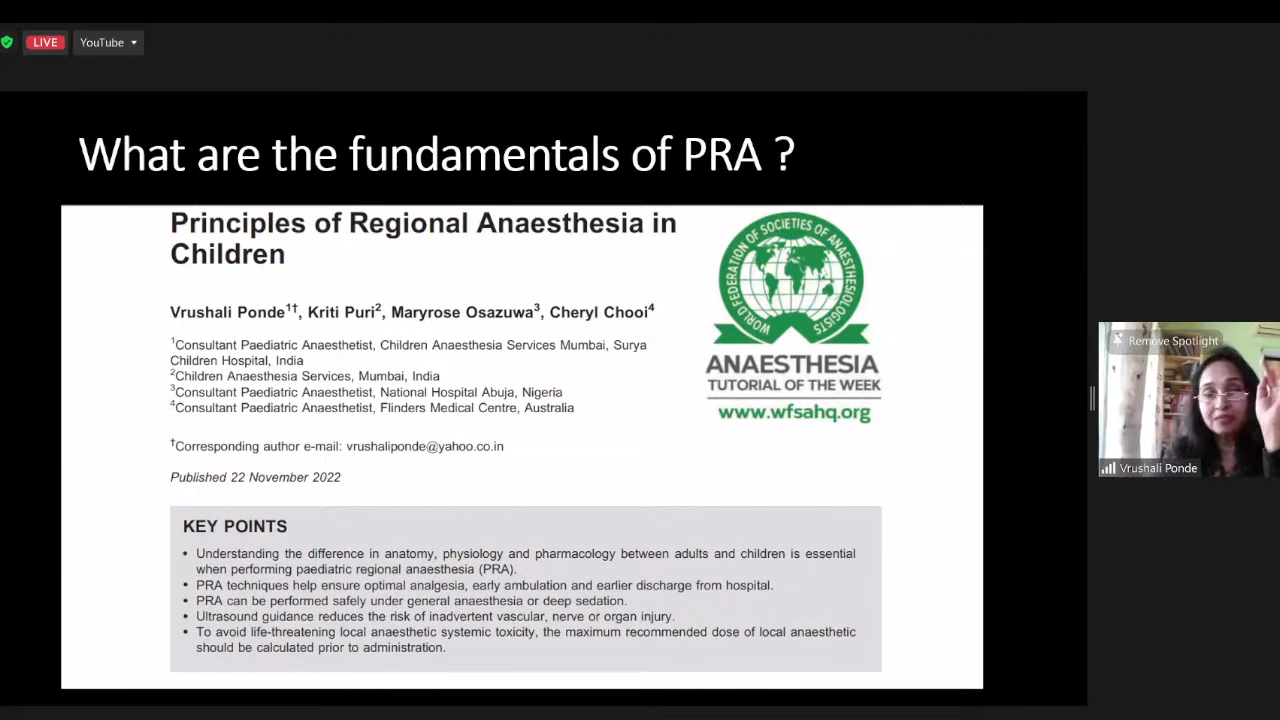 LIVE
YouTube
What are the fundamentals of PRA ?
Principles of Regional Anaesthesia in
Children
Vrushali Ponde1†, Kriti Puri2, Maryrose Osazuwa3, Cheryl Chooi4
1Consultant Paediatric Anaesthetist, Children Anaesthesia Services Mumbai, Surya
Children Hospital, India
2Children Anaesthesia Services, Mumbai, India
3Consultant Paediatric Anaesthetist, National Hospital Abuja, Nigeria
4Consultant Paediatric Anaesthetist, Flinders Medical Centre, Australia
†Corresponding author e-mail: vrushaliponde@yahoo.co.in
Published 22 November 2022
WORLD FEDERATION OF SOCIETIES OF ANAESTHESIOLOGISTS
ANAESTHESIA
TUTORIAL OF THE WEEK
www.wfsahq.org
KEY POINTS
• Understanding the difference in anatomy, physiology and pharmacology between adults and children is essential
when performing paediatric regional anaesthesia (PRA).
• PRA techniques help ensure optimal analgesia, early ambulation and earlier discharge from hospital.
• PRA can be performed safely under general anaesthesia or deep sedation.
• Ultrasound guidance reduces the risk of inadvertent vascular, nerve or organ injury.
• To avoid life-threatening local anaesthetic systemic toxicity, the maximum recommended dose of local anaesthetic
should be calculated prior to administration.
Remove Spotlight
Vrushali Ponde